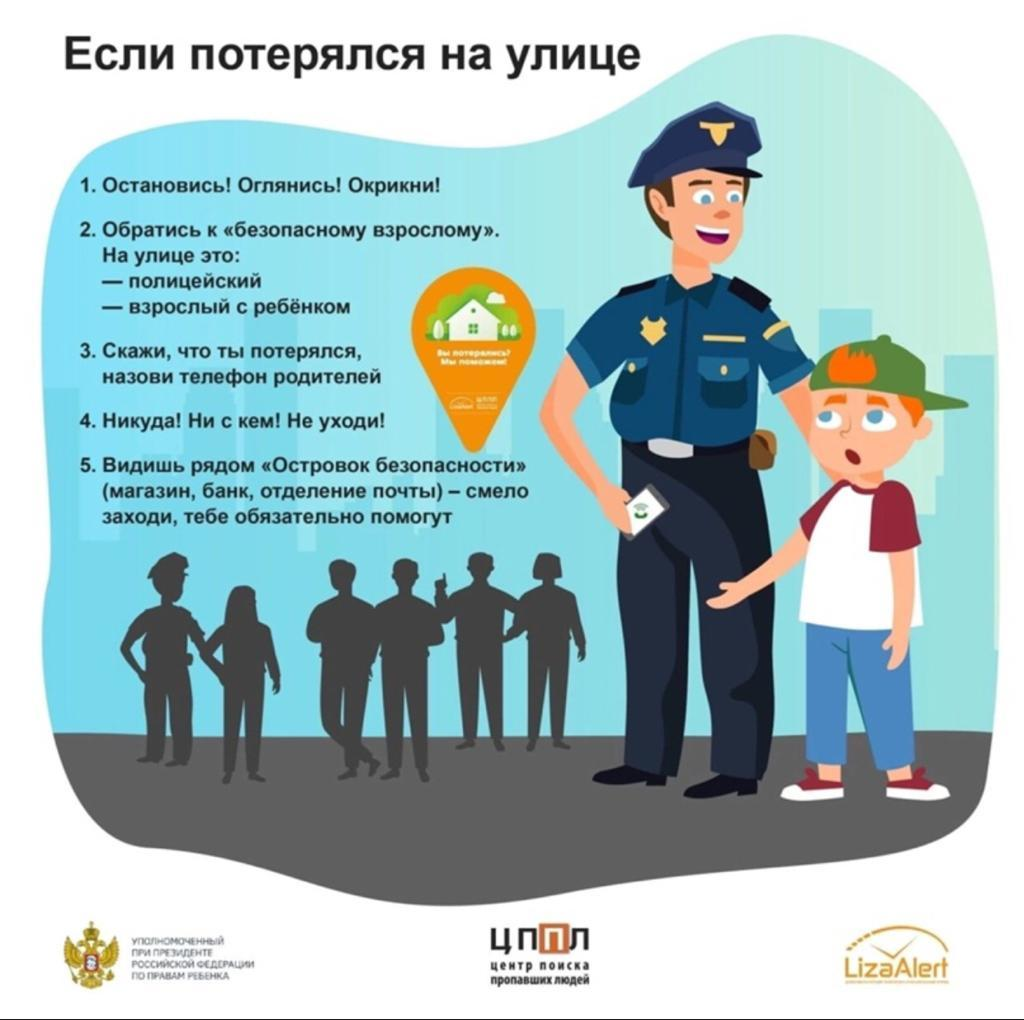 Если потерялся на улице
1. Остановись! Оглянись! Окрикни!
2. Обратись к «безопасному взрослому».
На улице это:
— полицейский
— взрослый с ребёнком
3. Скажи, что ты потерялся,
назови телефон родителей
4. Никуда! Ни с кем! Не уходи!
5. Видишь рядом «Островок безопасности»
(магазин, банк, отделение почты) – смело
заходи, тебе обязательно помогут
Вы потерялись?
Мы поможем!
LizaAlert ЦППЛ
УПОЛНОМОЧЕННЫЙ
ПРИ ПРЕЗИДЕНТЕ
РОССИЙСКОЙ ФЕДЕРАЦИИ
ПО ПРАВАМ РЕБЕНКА
ЦППЛ
центр поиска
пропавших людей
LizaAlert